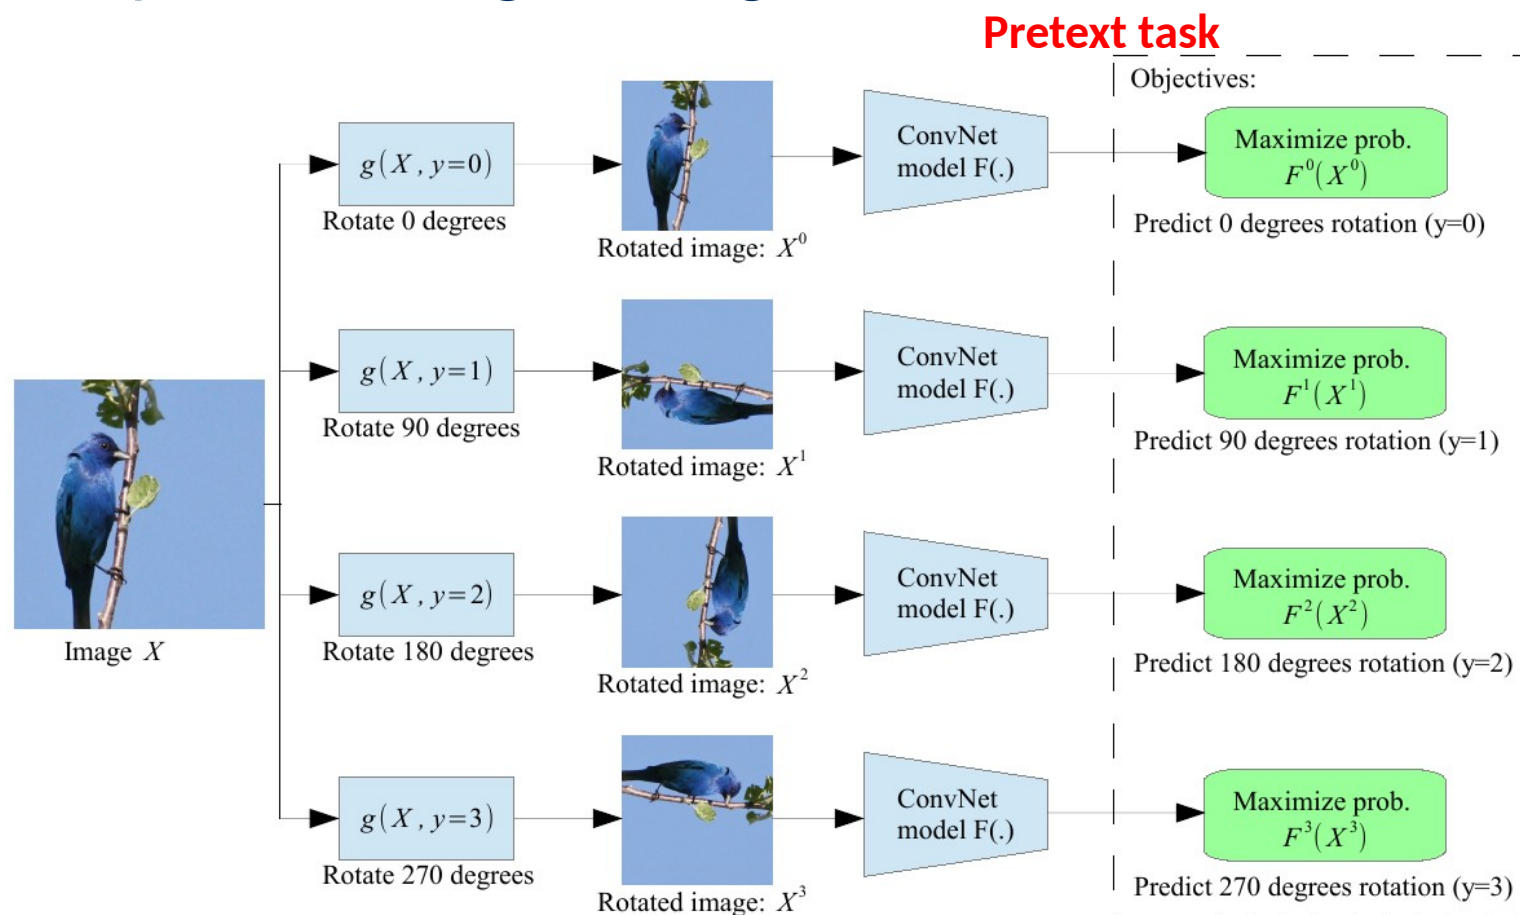 Pretext task
Objectives:
g(X, y=0)
Rotate 0 degrees
Rotated image: X⁰
ConvNet
model F(.)
Maximize prob.
F⁰(X⁰)
Predict 0 degrees rotation (y=0)
g(X, y=1)
Rotate 90 degrees
Rotated image: X¹
ConvNet
model F(.)
Maximize prob.
F¹(X¹)
Predict 90 degrees rotation (y=1)
Image X
g(X, y=2)
Rotate 180 degrees
Rotated image: X²
ConvNet
model F(.)
Maximize prob.
F²(X²)
Predict 180 degrees rotation (y=2)
g(X, y=3)
Rotate 270 degrees
Rotated image: X³
ConvNet
model F(.)
Maximize prob.
F³(X³)
Predict 270 degrees rotation (y=3)